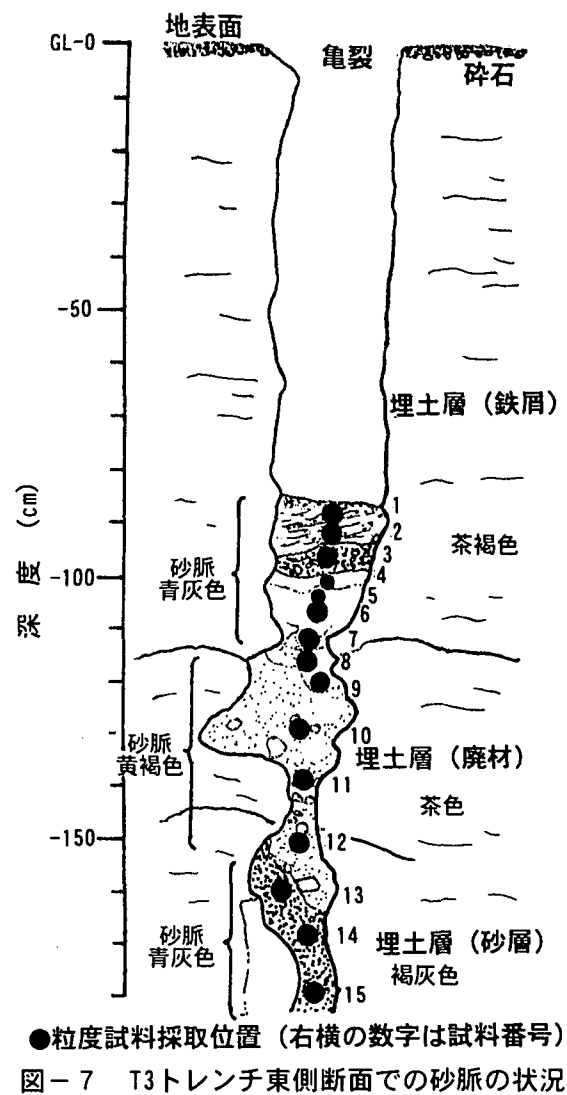 地表面
GL-0
亀裂
砕石
-50
埋土層（鉄屑）
1
2
3
4
5
6
7
8
9
10
11
12
13
14
15
茶褐色
砂脈
青灰色
-100
深度 (cm)
砂脈
黄褐色
埋土層（廃材）
茶色
-150
砂脈
青灰色
埋土層（砂層）
褐灰色
●粒度試料採取位置（右横の数字は試料番号）
図－７ T3トレンチ東側断面での砂脈の状況